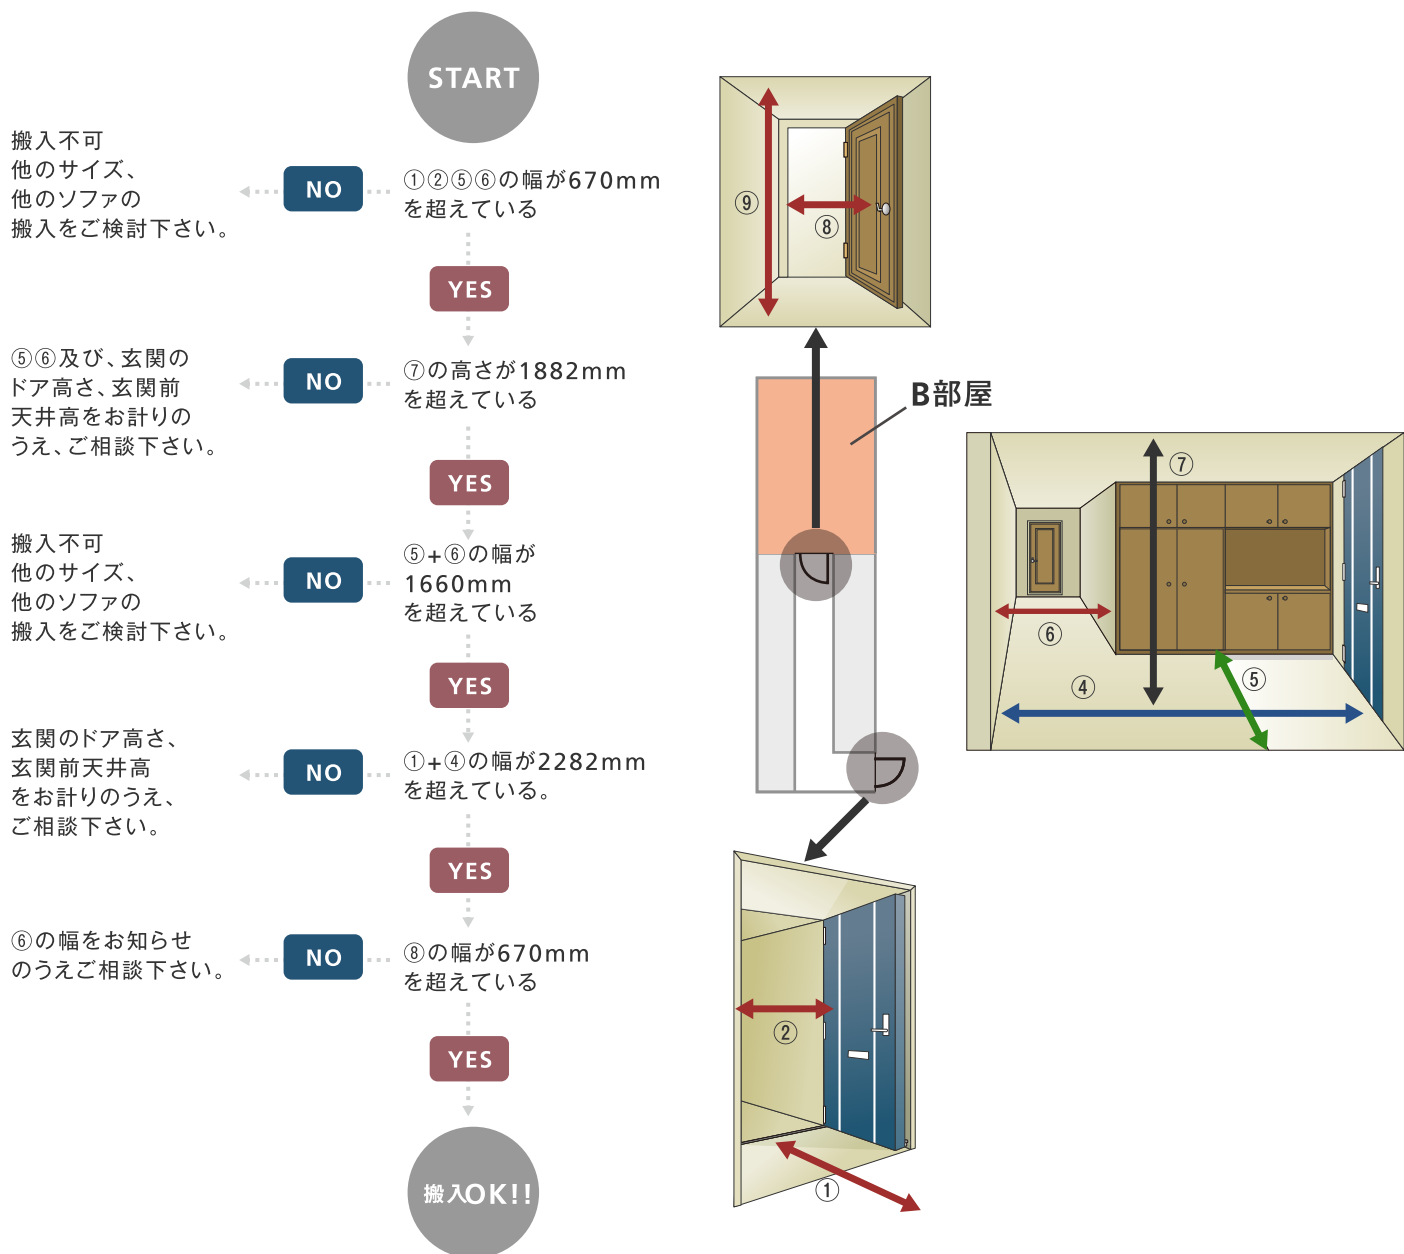 START
搬入不可
他のサイズ、
他のソファの
搬入をご検討下さい。
NO
①②⑤⑥の幅が670mm
を超えている
YES
⑤⑥及び、玄関の
ドア高さ、玄関前
天井高をお計りの
うえ、ご相談下さい。
NO
⑦の高さが1882mm
を超えている
YES
搬入不可
他のサイズ、
他のソファの
搬入をご検討下さい。
NO
⑤+⑥の幅が
1660mm
を超えている
YES
玄関のドア高さ、
玄関前天井高
をお計りのうえ、
ご相談下さい。
NO
①+④の幅が2282mm
を超えている。
YES
⑥の幅をお知らせ
のうえご相談下さい。
NO
⑧の幅が670mm
を超えている
YES
搬入OK!!
⑨
⑧
B部屋
⑦
⑥
④
⑤
②
①